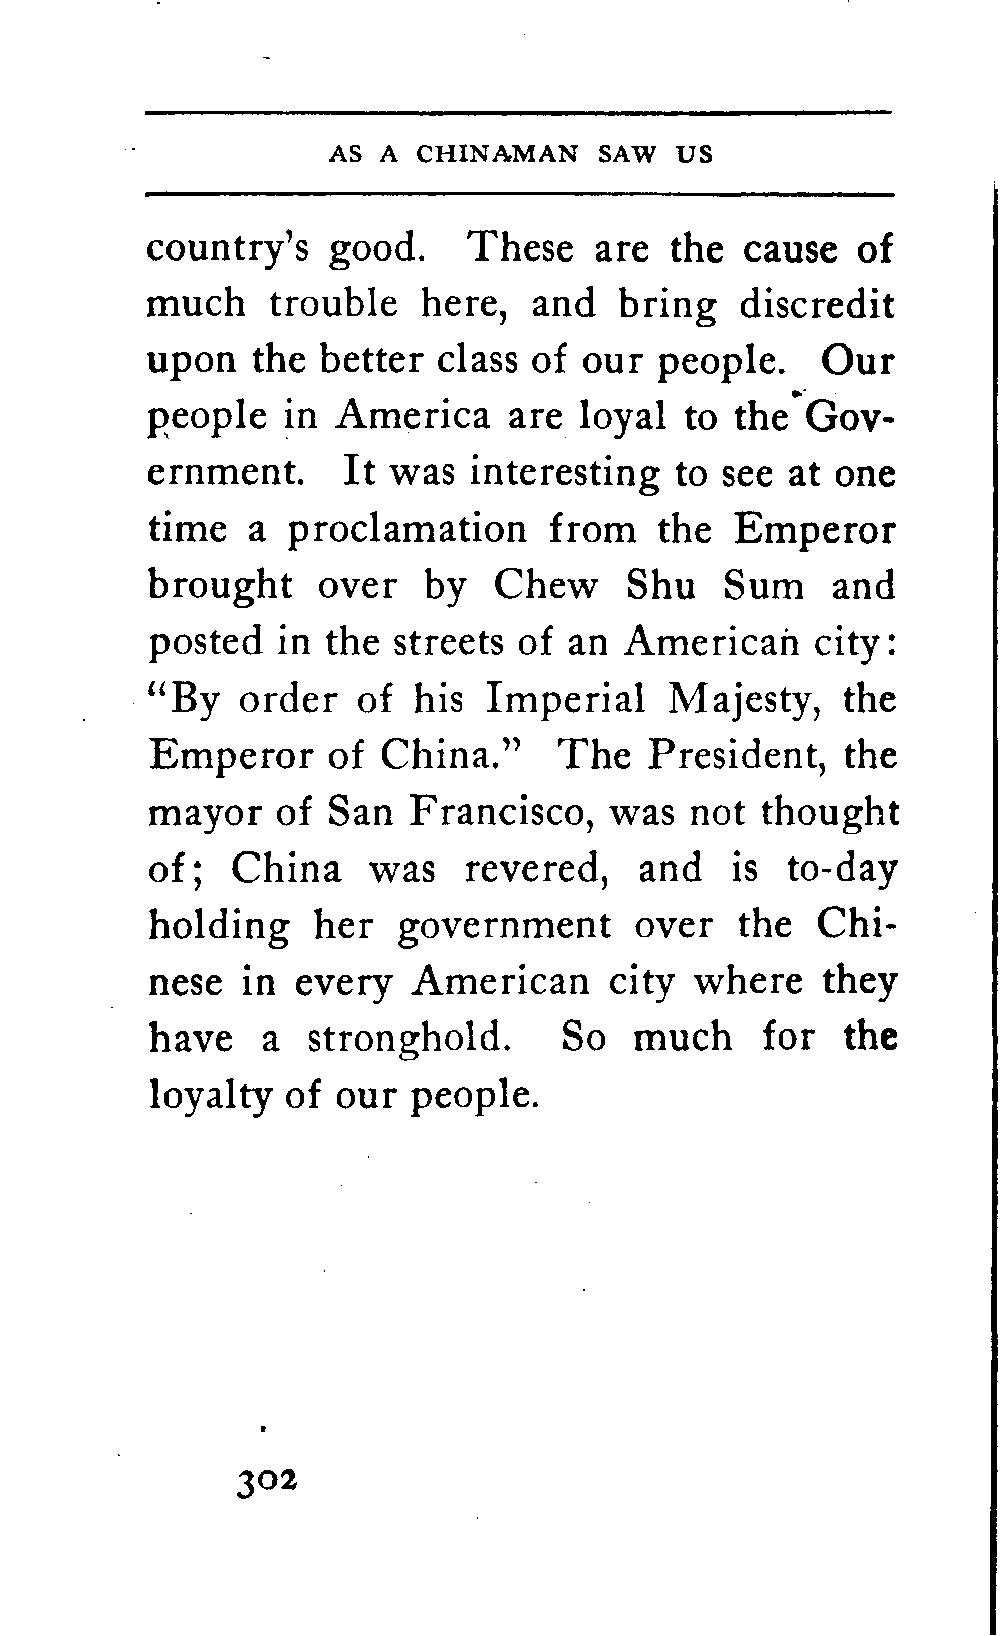 AS A CHINAMAN SAW US
country's good. These are the cause of
much trouble here, and bring discredit
upon the better class of our people. Our
people in America are loyal to the Gov-
ernment. It was interesting to see at one
time a proclamation from the Emperor
brought over by Chew Shu Sum and
posted in the streets of an American city:
“By order of his Imperial Majesty, the
Emperor of China.” The President, the
mayor of San Francisco, was not thought
of; China was revered, and is to-day
holding her government over the Chi-
nese in every American city where they
have a stronghold. So much for the
loyalty of our people.
302